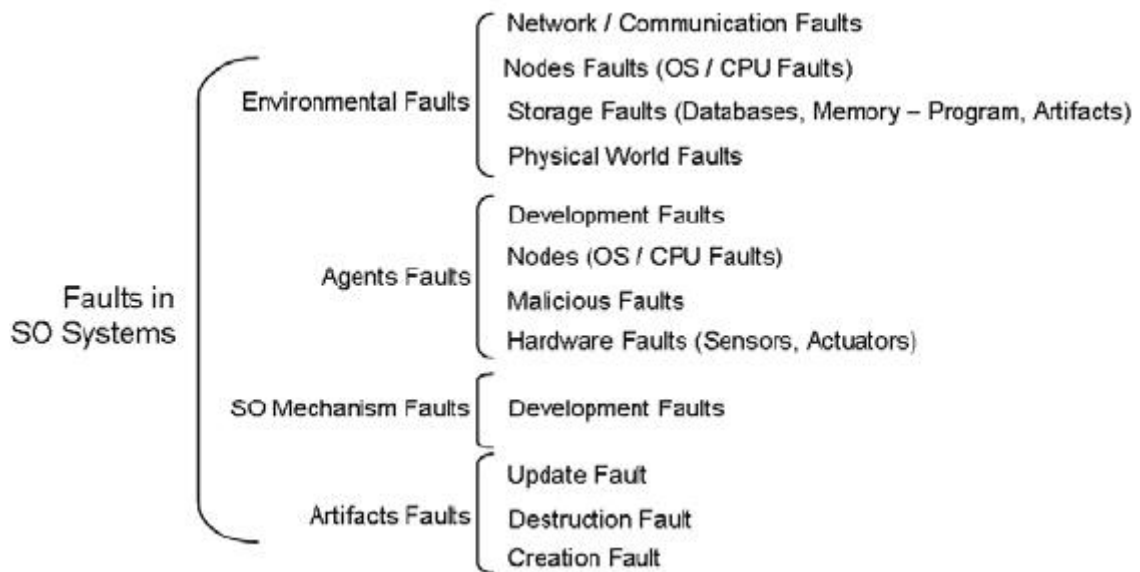 Network / Communication Faults
Nodes Faults (OS / CPU Faults)
Environmental Faults
Storage Faults (Databases, Memory – Program, Artifacts)
Physical World Faults
Development Faults
Nodes (OS / CPU Faults)
Agents Faults
Malicious Faults
Hardware Faults (Sensors, Actuators)
Faults in
SO Systems
SO Mechanism Faults
Development Faults
Update Fault
Artifacts Faults
Destruction Fault
Creation Fault